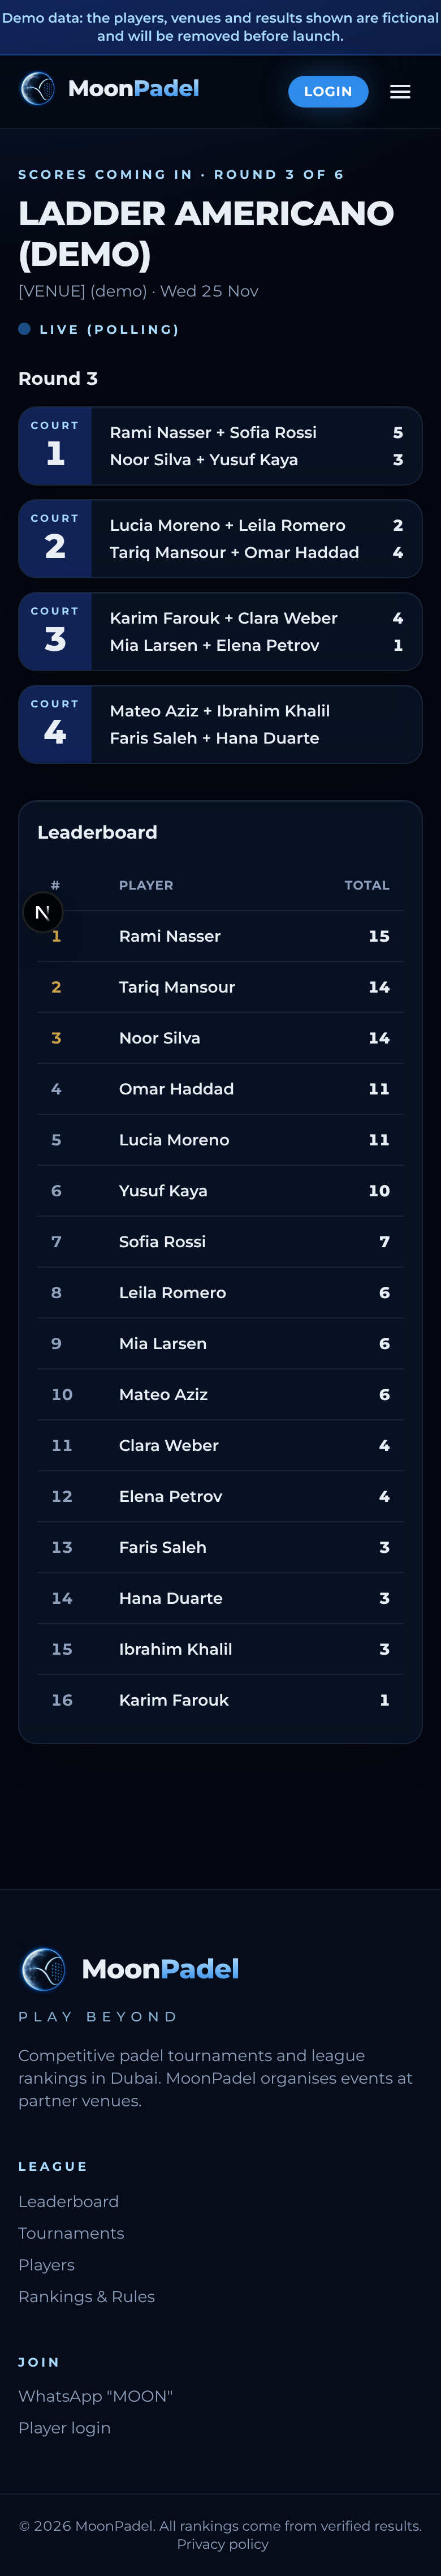 Demo data: the players, venues and results shown are fictional
and will be removed before launch.
MoonPadel
LOGIN
SCORES COMING IN · ROUND 3 OF 6
LADDER AMERICANO
(DEMO)
[VENUE] (demo) · Wed 25 Nov
LIVE (POLLING)
Round 3
COURT
1
Rami Nasser + Sofia Rossi 5
Noor Silva + Yusuf Kaya 3
COURT
2
Lucia Moreno + Leila Romero 2
Tariq Mansour + Omar Haddad 4
COURT
3
Karim Farouk + Clara Weber 4
Mia Larsen + Elena Petrov 1
COURT
4
Mateo Aziz + Ibrahim Khalil
Faris Saleh + Hana Duarte
Leaderboard
# PLAYER TOTAL
N
1 Rami Nasser 15
2 Tariq Mansour 14
3 Noor Silva 14
4 Omar Haddad 11
5 Lucia Moreno 11
6 Yusuf Kaya 10
7 Sofia Rossi 7
8 Leila Romero 6
9 Mia Larsen 6
10 Mateo Aziz 6
11 Clara Weber 4
12 Elena Petrov 4
13 Faris Saleh 3
14 Hana Duarte 3
15 Ibrahim Khalil 3
16 Karim Farouk 1
MoonPadel
PLAY BEYOND
Competitive padel tournaments and league
rankings in Dubai. MoonPadel organises events at
partner venues.
LEAGUE
Leaderboard
Tournaments
Players
Rankings & Rules
JOIN
WhatsApp "MOON"
Player login
© 2026 MoonPadel. All rankings come from verified results.
Privacy policy